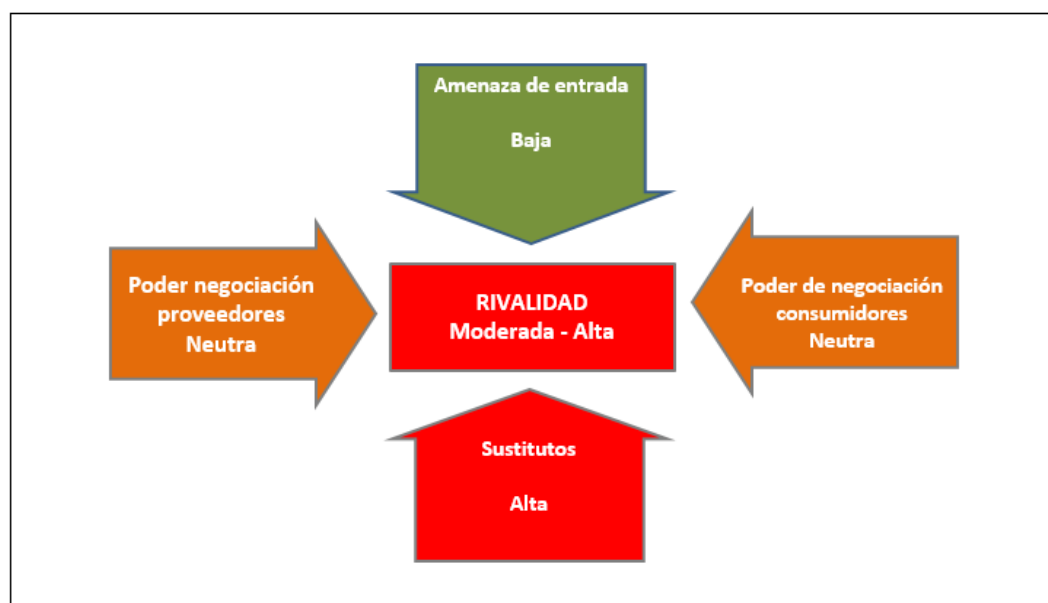 Amenaza de entrada
Baja
Poder negociación
proveedores
Neutra
RIVALIDAD
Moderada - Alta
Poder de negociación
consumidores
Neutra
Sustitutos
Alta